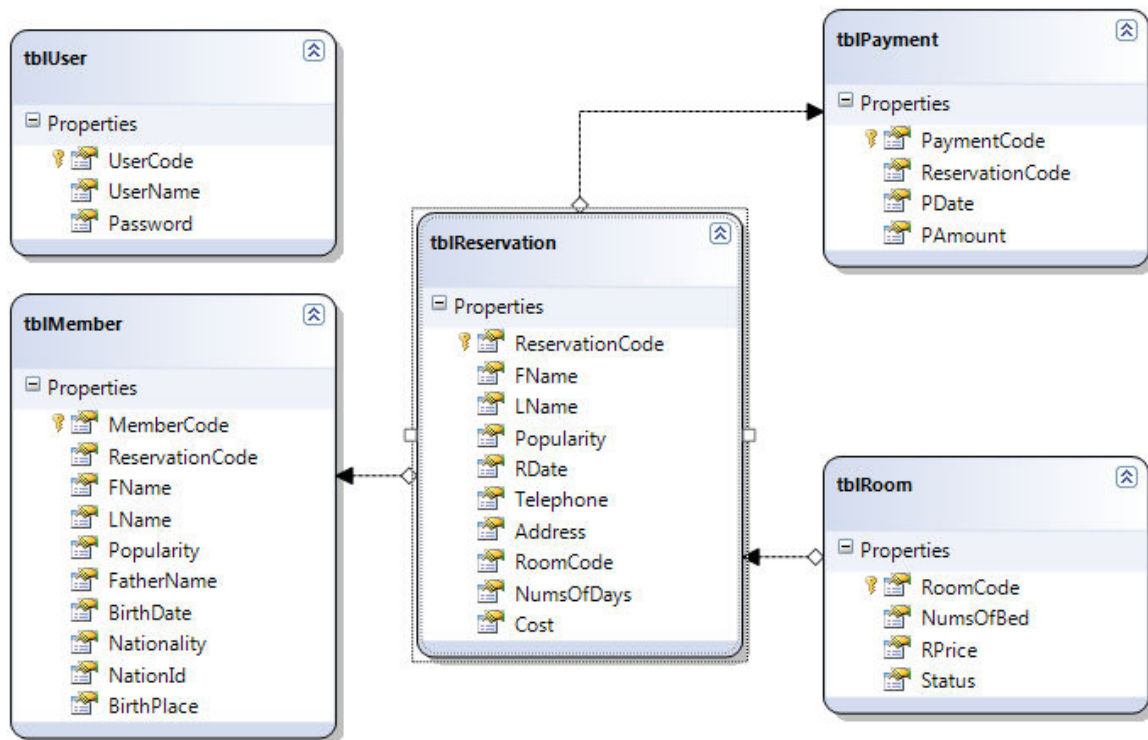 tblUser
Properties
UserCode
UserName
Password
tblMember
Properties
MemberCode
ReservationCode
FName
LName
Popularity
FatherName
BirthDate
Nationality
NationId
BirthPlace
tblReservation
Properties
ReservationCode
FName
LName
Popularity
RDate
Telephone
Address
RoomCode
NumsOfDays
Cost
tblPayment
Properties
PaymentCode
ReservationCode
PDate
PAmount
tblRoom
Properties
RoomCode
NumsOfBed
RPrice
Status